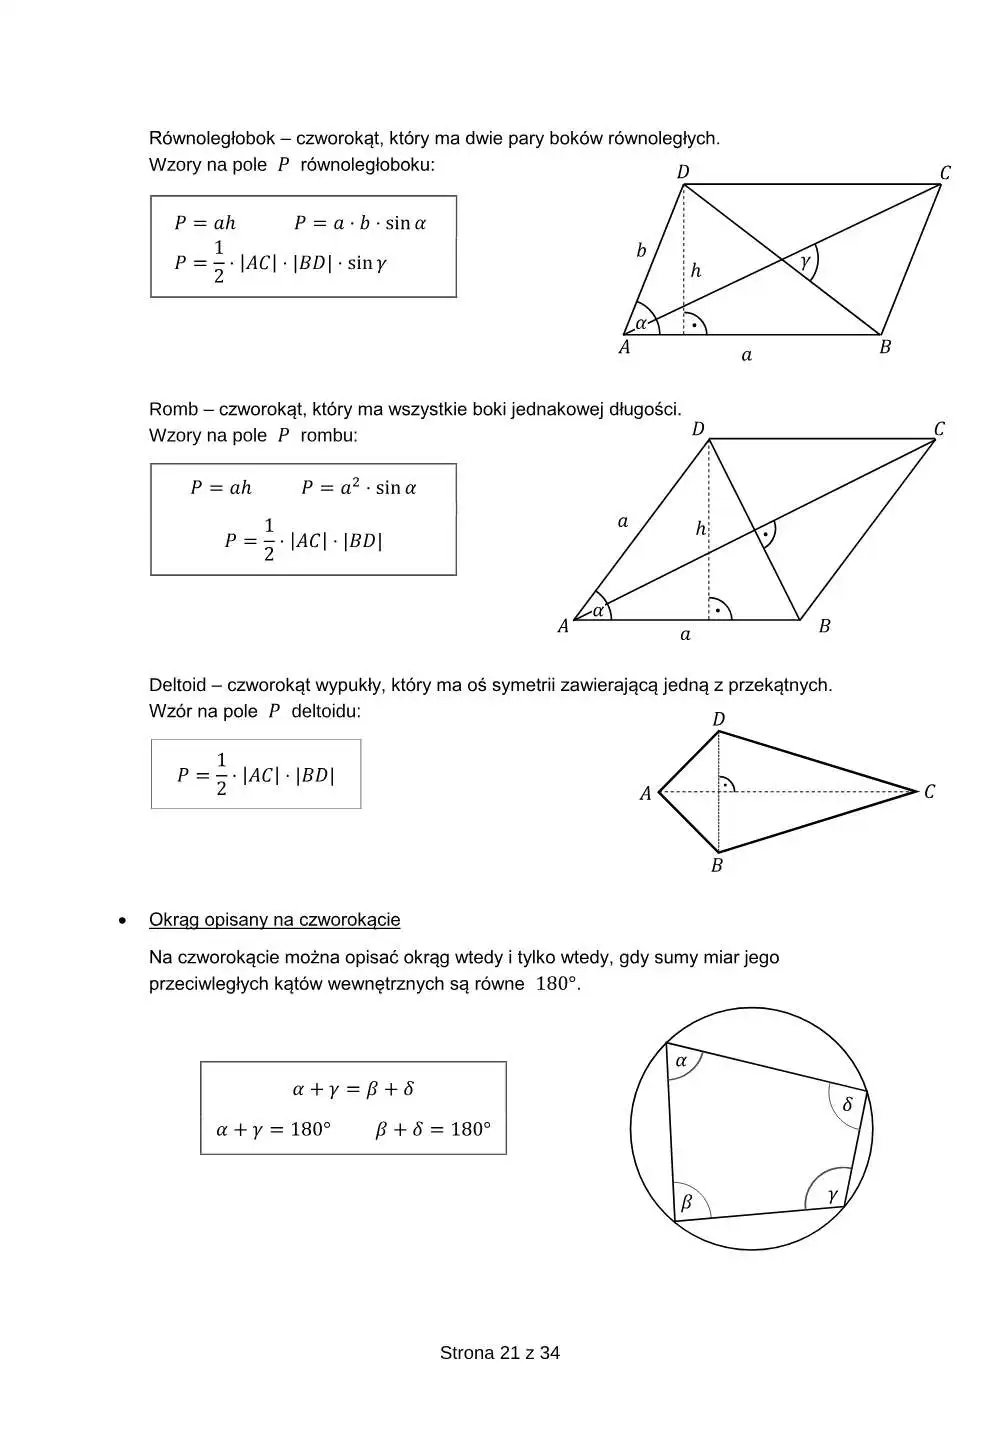 Równoległobok – czworokąt, który ma dwie pary boków równoległych.
Wzory na pole P równoległoboku:
P = ah P = a · b · sin α
P = 1/2 · |AC| · |BD| · sin γ
D
C
b
h
γ
α
A
a
B
Romb – czworokąt, który ma wszystkie boki jednakowej długości.
Wzory na pole P rombu:
P = ah P = a² · sin α
P = 1/2 · |AC| · |BD|
D
C
a
h
α
A
a
B
Deltoid – czworokąt wypukły, który ma oś symetrii zawierającą jedną z przekątnych.
Wzór na pole P deltoidu:
P = 1/2 · |AC| · |BD|
D
A
C
B
• Okrąg opisany na czworokącie
Na czworokącie można opisać okrąg wtedy i tylko wtedy, gdy sumy miar jego
przeciwległych kątów wewnętrznych są równe 180°.
α + γ = β + δ
α + γ = 180° β + δ = 180°
α
δ
β
γ
Strona 21 z 34